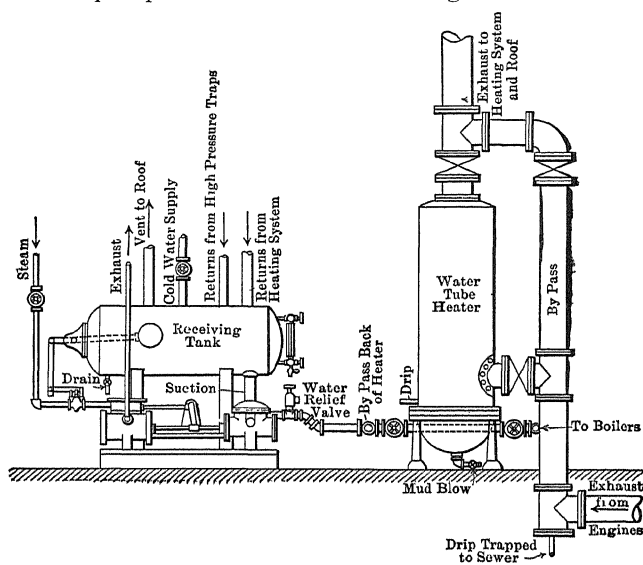 Exhaust to
Heating System
and Roof
Steam
Exhaust
Vent to Roof
Cold Water Supply
Returns from High Pressure Traps
Returns from
Heating System
Receiving
Tank
Water
Tube
Heater
By Pass
Drain
Suction
Water
Relief
Valve
By Pass Back
of Heater
Drip
To Boilers
Mud Blow
Exhaust
from
Engines
Drip Trapped
to Sewer